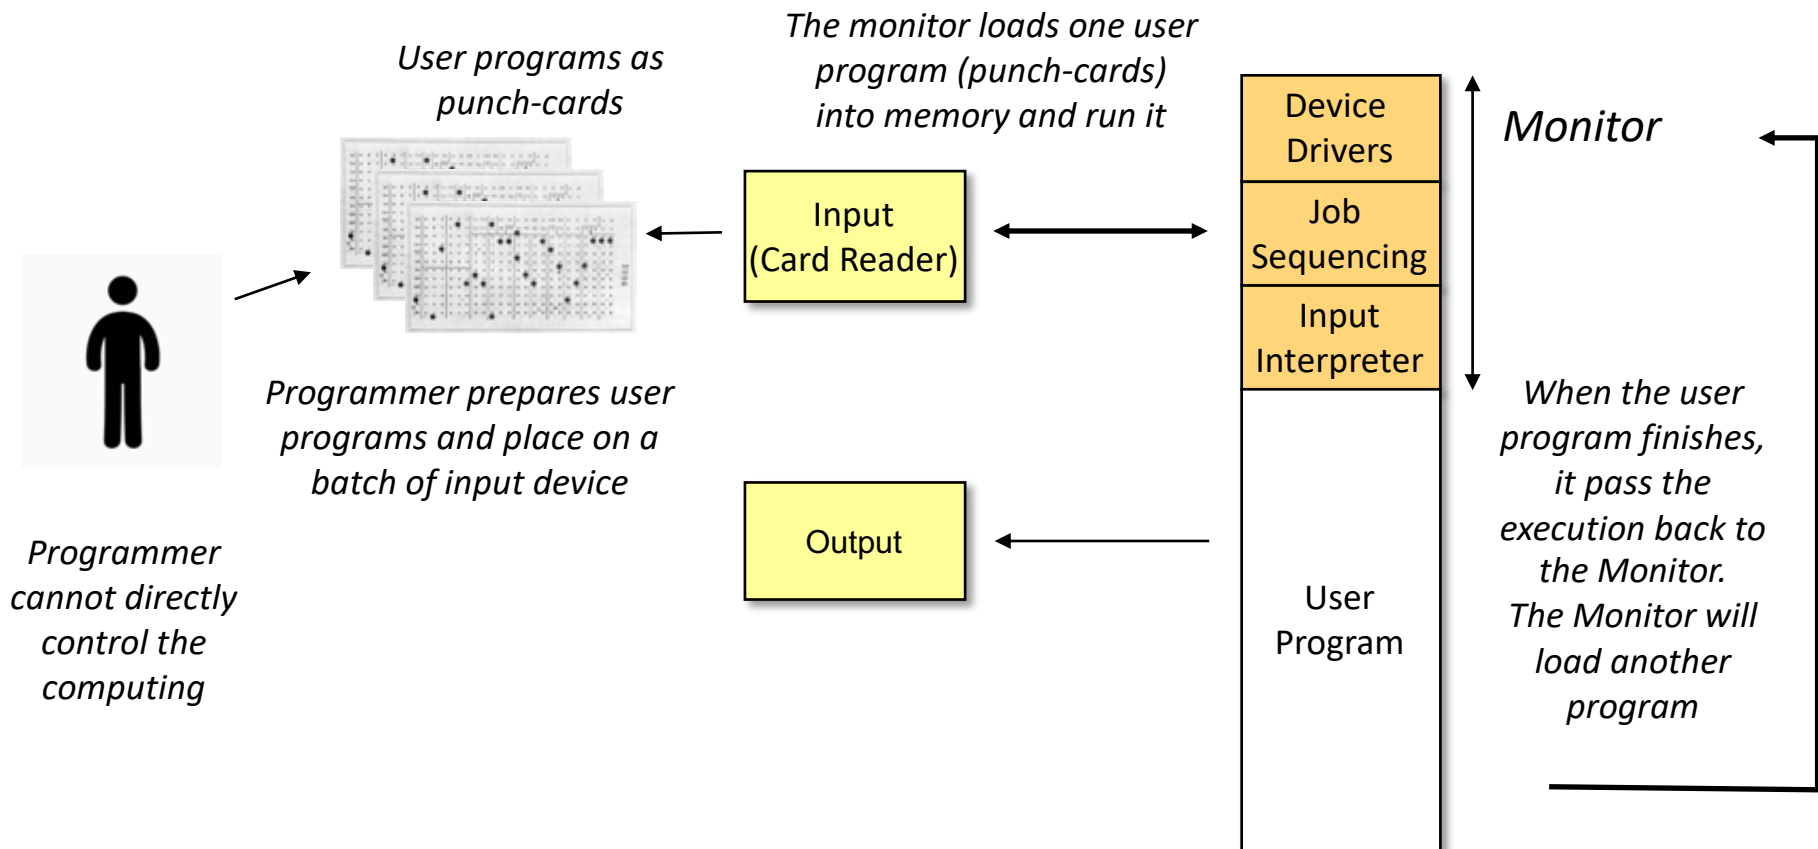 User programs as
punch-cards
The monitor loads one user
program (punch-cards)
into memory and run it
Device
Drivers
Monitor
Input
(Card Reader)
Job
Sequencing
Input
Interpreter
Programmer prepares user
programs and place on a
batch of input device
Programmer
cannot directly
control the
computing
Output
User
Program
When the user
program finishes,
it pass the
execution back to
the Monitor.
The Monitor will
load another
program